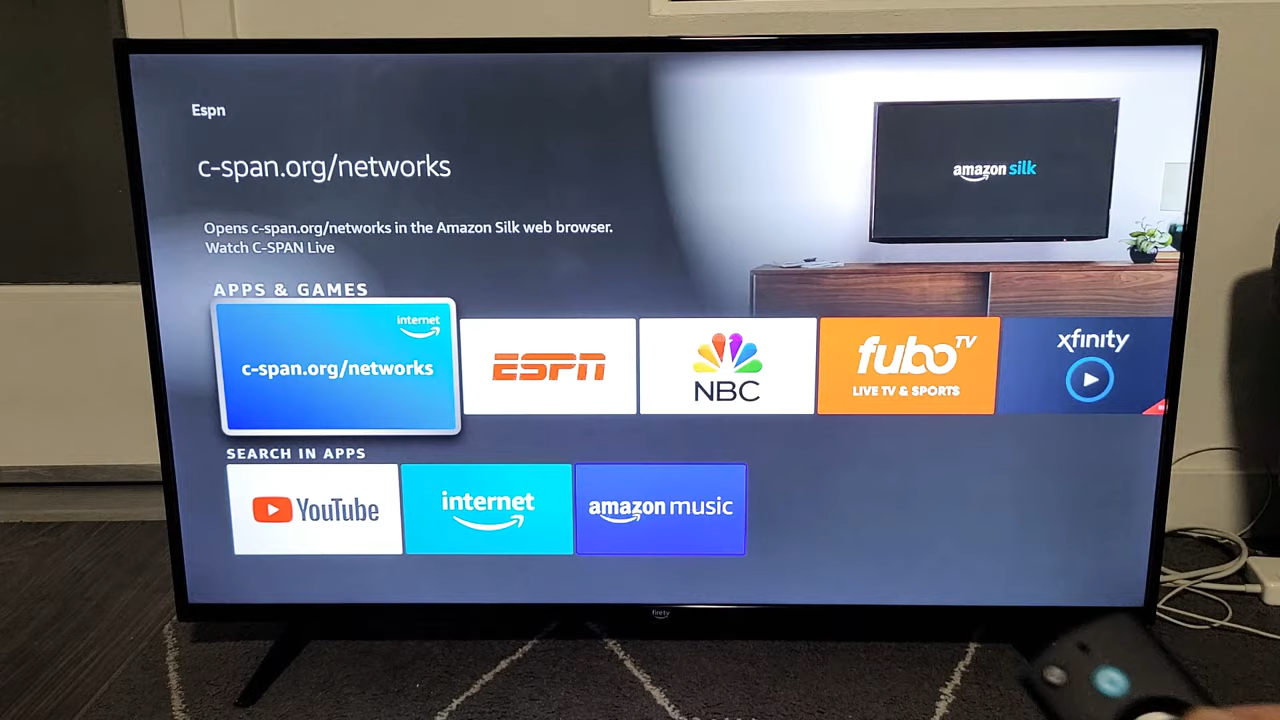 Espn
c-span.org/networks
amazon silk
Opens c-span.org/networks in the Amazon Silk web browser.
Watch C-SPAN Live
APPS & GAMES
internet
c-span.org/networks
ESPN
NBC
fuboTV
LIVE TV & SPORTS
xfinity
SEARCH IN APPS
YouTube
internet
amazon music
firetv